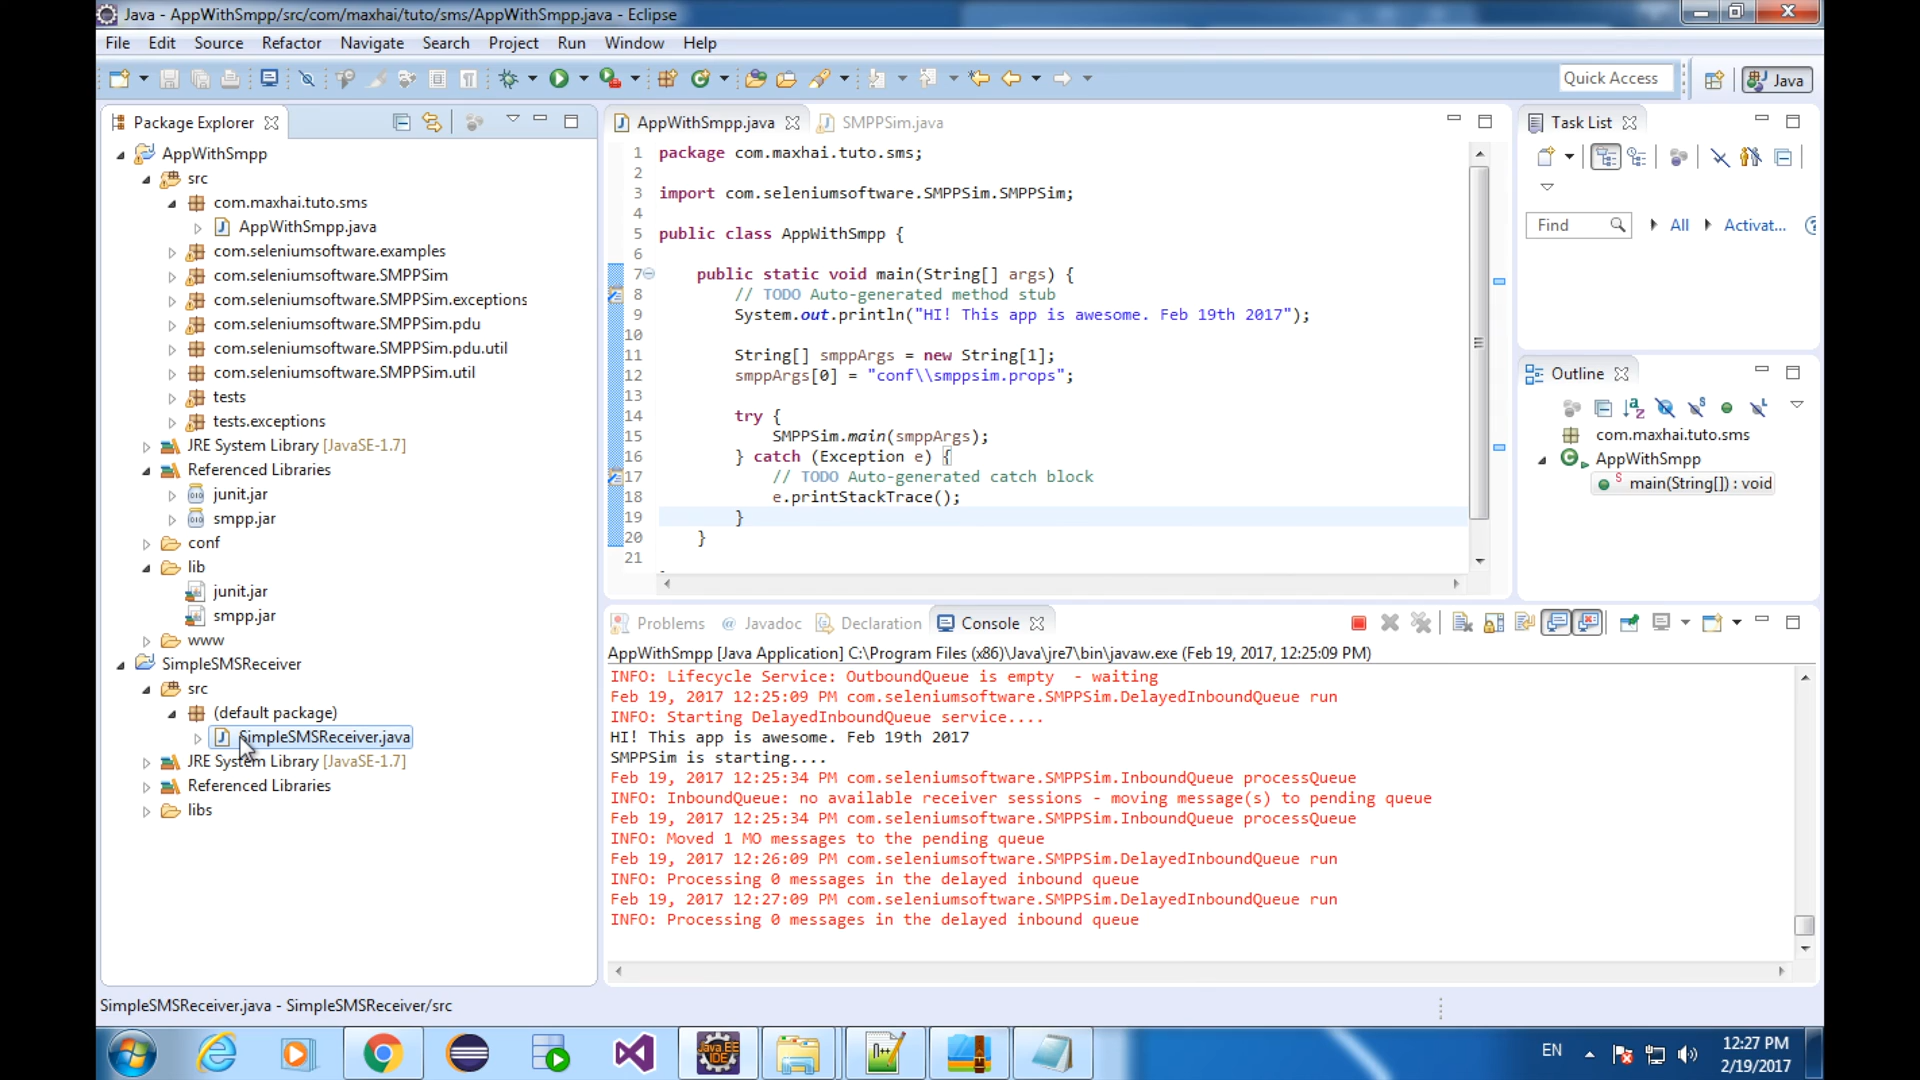 Java - AppWithSmpp/src/com/maxhai/tuto/sms/AppWithSmpp.java - Eclipse
File Edit Source Refactor Navigate Search Project Run Window Help
Quick Access
Java
Package Explorer
AppWithSmpp
src
com.maxhai.tuto.sms
AppWithSmpp.java
com.seleniumsoftware.examples
com.seleniumsoftware.SMPPSim
com.seleniumsoftware.SMPPSim.exceptions
com.seleniumsoftware.SMPPSim.pdu
com.seleniumsoftware.SMPPSim.pdu.util
com.seleniumsoftware.SMPPSim.util
tests
tests.exceptions
JRE System Library [JavaSE-1.7]
Referenced Libraries
junit.jar
smpp.jar
conf
lib
junit.jar
smpp.jar
www
SimpleSMSReceiver
src
(default package)
SimpleSMSReceiver.java
JRE System Library [JavaSE-1.7]
Referenced Libraries
libs
AppWithSmpp.java SMPPSim.java
1 package com.maxhai.tuto.sms;
2
3 import com.seleniumsoftware.SMPPSim.SMPPSim;
4
5 public class AppWithSmpp {
6
7 public static void main(String[] args) {
8 // TODO Auto-generated method stub
9 System.out.println("HI! This app is awesome. Feb 19th 2017");
10
11 String[] smppArgs = new String[1];
12 smppArgs[0] = "conf\\smppsim.props";
13
14 try {
15 SMPPSim.main(smppArgs);
16 } catch (Exception e) {
17 // TODO Auto-generated catch block
18 e.printStackTrace();
19 }
20 }
21
Task List
Find All Activat...
Outline
com.maxhai.tuto.sms
AppWithSmpp
main(String[]) : void
Problems @ Javadoc Declaration Console
AppWithSmpp [Java Application] C:\Program Files (x86)\Java\jre7\bin\javaw.exe (Feb 19, 2017, 12:25:09 PM)
INFO: Lifecycle Service: OutboundQueue is empty - waiting
Feb 19, 2017 12:25:09 PM com.seleniumsoftware.SMPPSim.DelayedInboundQueue run
INFO: Starting DelayedInboundQueue service....
HI! This app is awesome. Feb 19th 2017
SMPPSim is starting....
Feb 19, 2017 12:25:34 PM com.seleniumsoftware.SMPPSim.InboundQueue processQueue
INFO: InboundQueue: no available receiver sessions - moving message(s) to pending queue
Feb 19, 2017 12:25:34 PM com.seleniumsoftware.SMPPSim.InboundQueue processQueue
INFO: Moved 1 MO messages to the pending queue
Feb 19, 2017 12:26:09 PM com.seleniumsoftware.SMPPSim.DelayedInboundQueue run
INFO: Processing 0 messages in the delayed inbound queue
Feb 19, 2017 12:27:09 PM com.seleniumsoftware.SMPPSim.DelayedInboundQueue run
INFO: Processing 0 messages in the delayed inbound queue
SimpleSMSReceiver.java - SimpleSMSReceiver/src
Java EE
IDE
EN
12:27 PM
2/19/2017